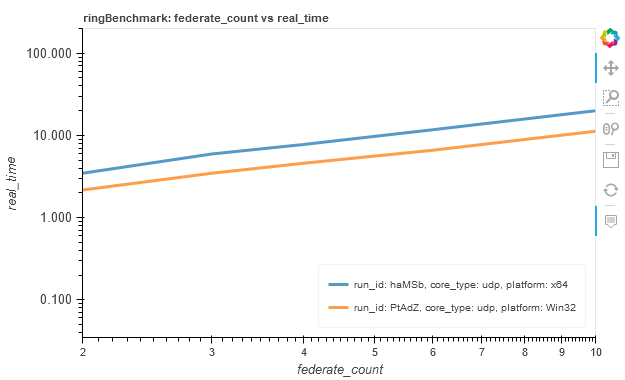 ringBenchmark: federate_count vs real_time
100.000
10.000
1.000
0.100
real_time
run_id: haMSb, core_type: udp, platform: x64
run_id: PtAdZ, core_type: udp, platform: Win32
2
3
4
5
6
7
8
9
10
federate_count